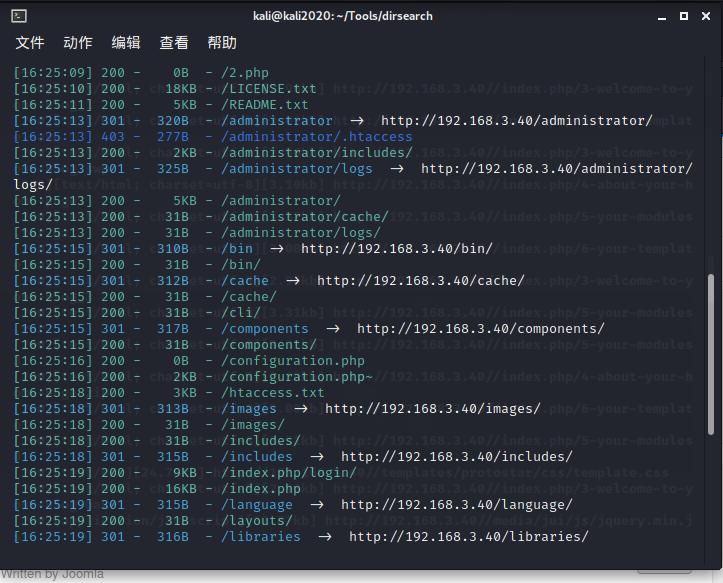 kali@kali2020: ~/Tools/dirsearch
文件 动作 编辑 查看 帮助
[16:25:09] 200 -    0B  - /2.php
[16:25:10] 200 -   18KB - /LICENSE.txt
[16:25:11] 200 -    5KB - /README.txt
[16:25:13] 301 -  320B  - /administrator  ->  http://192.168.3.40/administrator/
[16:25:13] 403 -  277B  - /administrator/.htaccess
[16:25:13] 200 -    2KB - /administrator/includes/
[16:25:13] 301 -  325B  - /administrator/logs  ->  http://192.168.3.40/administrator/
logs/
[16:25:13] 200 -    5KB - /administrator/
[16:25:13] 200 -   31B  - /administrator/cache/
[16:25:13] 200 -   31B  - /administrator/logs/
[16:25:15] 301 -  310B  - /bin  ->  http://192.168.3.40/bin/
[16:25:15] 200 -   31B  - /bin/
[16:25:15] 301 -  312B  - /cache  ->  http://192.168.3.40/cache/
[16:25:15] 200 -   31B  - /cache/
[16:25:15] 200 -   31B  - /cli/
[16:25:15] 301 -  317B  - /components  ->  http://192.168.3.40/components/
[16:25:15] 200 -   31B  - /components/
[16:25:16] 200 -    0B  - /configuration.php
[16:25:16] 200 -    2KB - /configuration.php~
[16:25:18] 200 -    3KB - /htaccess.txt
[16:25:18] 301 -  313B  - /images  ->  http://192.168.3.40/images/
[16:25:18] 200 -   31B  - /images/
[16:25:18] 200 -   31B  - /includes/
[16:25:18] 301 -  315B  - /includes  ->  http://192.168.3.40/includes/
[16:25:19] 200 -    9KB - /index.php/login/
[16:25:19] 200 -   16KB - /index.php
[16:25:19] 301 -  315B  - /language  ->  http://192.168.3.40/language/
[16:25:19] 200 -   31B  - /layouts/
[16:25:19] 301 -  316B  - /libraries  ->  http://192.168.3.40/libraries/
Written by Joomla